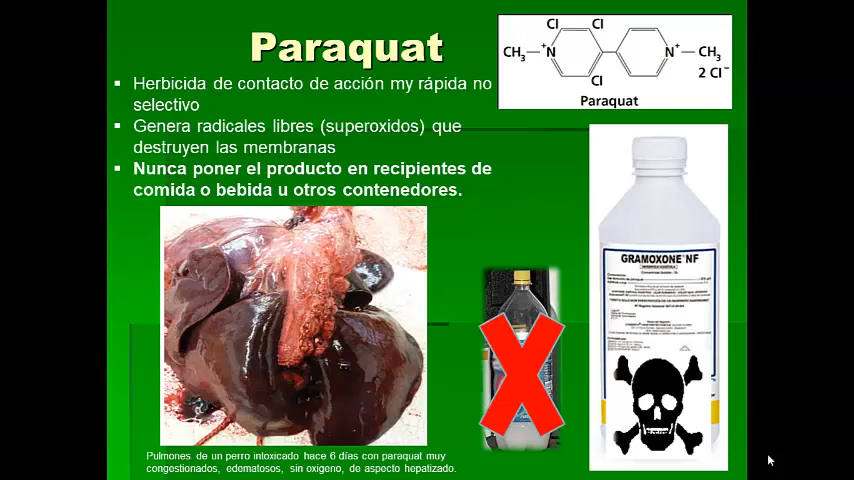 Paraquat
Herbicida de contacto de acción my rápida no
selectivo
Genera radicales libres (superoxidos) que
destruyen las membranas
Nunca poner el producto en recipientes de
comida o bebida u otros contenedores.
Cl Cl
CH3 +N N+ CH3
Cl 2 Cl-
Paraquat
GRAMOXONE NF
Pulmones de un perro intoxicado hace 6 días con paraquat muy
congestionados, edematosos, sin oxigeno, de aspecto hepatizado.